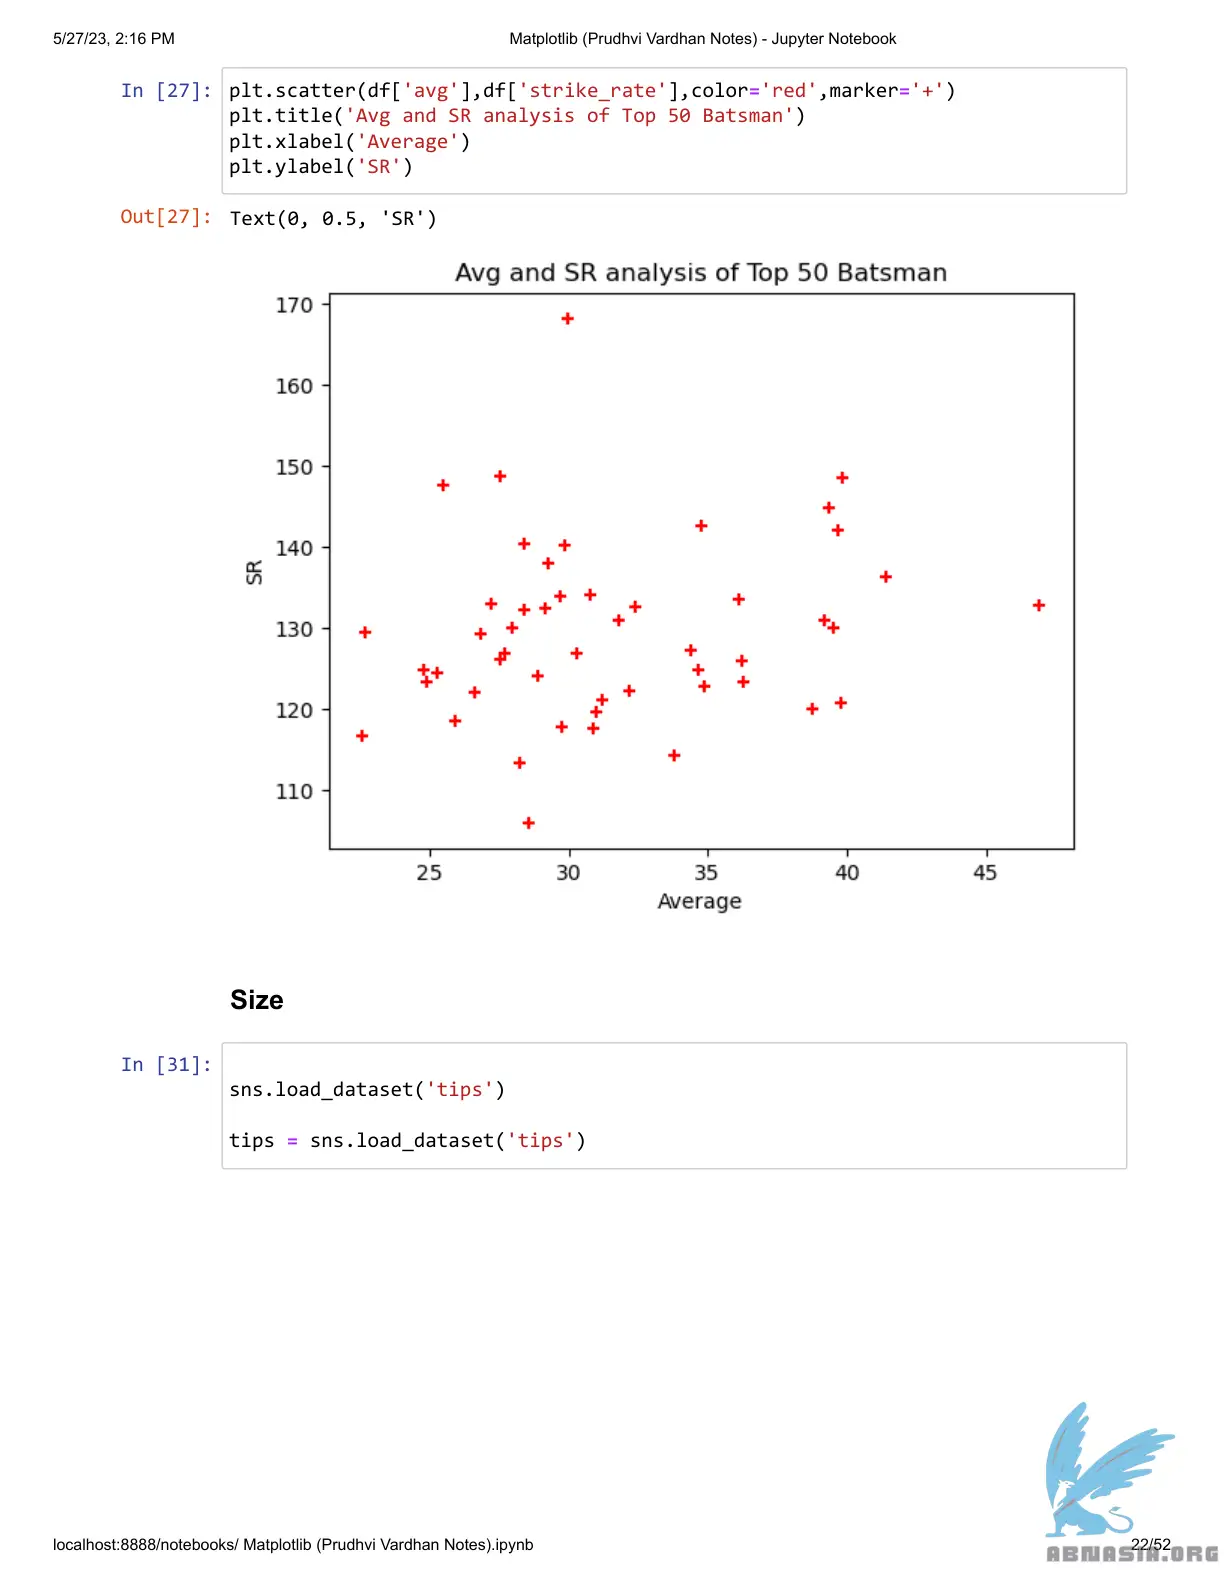 5/27/23, 2:16 PM
Matplotlib (Prudhvi Vardhan Notes) - Jupyter Notebook
In [27]: plt.scatter(df['avg'],df['strike_rate'],color='red',marker='+')
plt.title('Avg and SR analysis of Top 50 Batsman')
plt.xlabel('Average')
plt.ylabel('SR')
Out[27]: Text(0, 0.5, 'SR')
Avg and SR analysis of Top 50 Batsman
170
160
150
140
SR
130
120
110
25 30 35 40 45
Average
Size
In [31]:
sns.load_dataset('tips')
tips = sns.load_dataset('tips')
localhost:8888/notebooks/ Matplotlib (Prudhvi Vardhan Notes).ipynb
22/52
ABNASIA.ORG